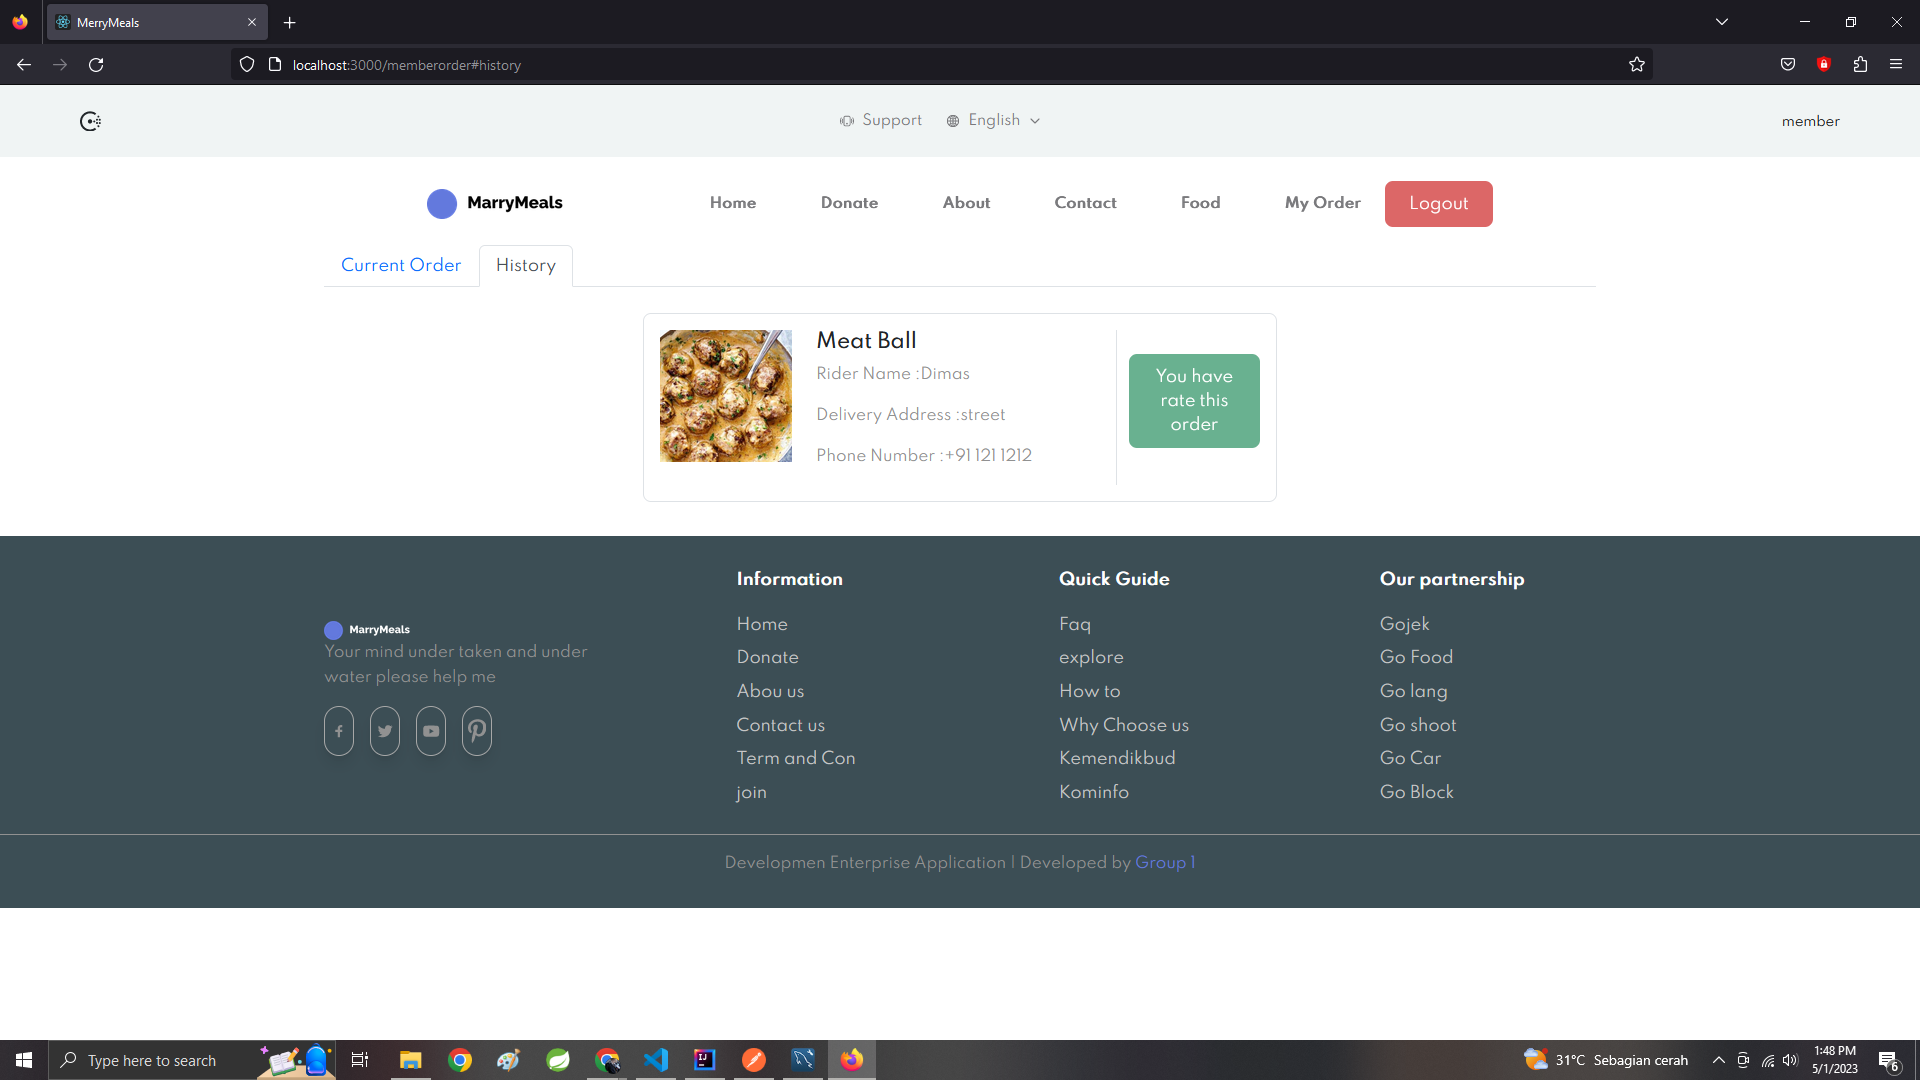 MerryMeals
localhost:3000/memberorder#history
Support
English
member
MarryMeals
Home
Donate
About
Contact
Food
My Order
Logout
Current Order
History
Meat Ball
Rider Name :Dimas
Delivery Address :street
Phone Number :+91 121 1212
You have
rate this
order
MarryMeals
Your mind under taken and under
water please help me
Information
Home
Donate
Abou us
Contact us
Term and Con
join
Quick Guide
Faq
explore
How to
Why Choose us
Kemendikbud
Kominfo
Our partnership
Gojek
Go Food
Go lang
Go shoot
Go Car
Go Block
Developmen Enterprise Application | Developed by Group 1
Type here to search
31°C Sebagian cerah
1:48 PM
5/1/2023
6